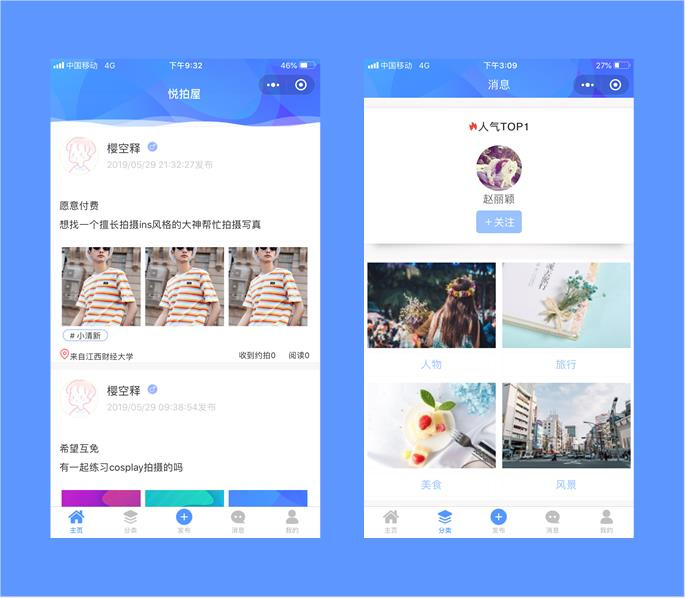 中国移动 4G 下午9:32 46%
悦拍屋
樱空释
2019/05/29 21:32:27发布
愿意付费
想找一个擅长拍摄ins风格的大神帮忙拍摄写真
# 小清新
来自江西财经大学 收到约拍0 阅读0
樱空释
2019/05/29 09:38:54发布
希望互免
有一起练习cosplay拍摄的吗
主页 分类 发布 消息 我的
中国移动 4G 下午3:09 27%
消息
人气TOP1
赵丽颖
+关注
人物 旅行
美食 风景
主页 分类 发布 消息 我的